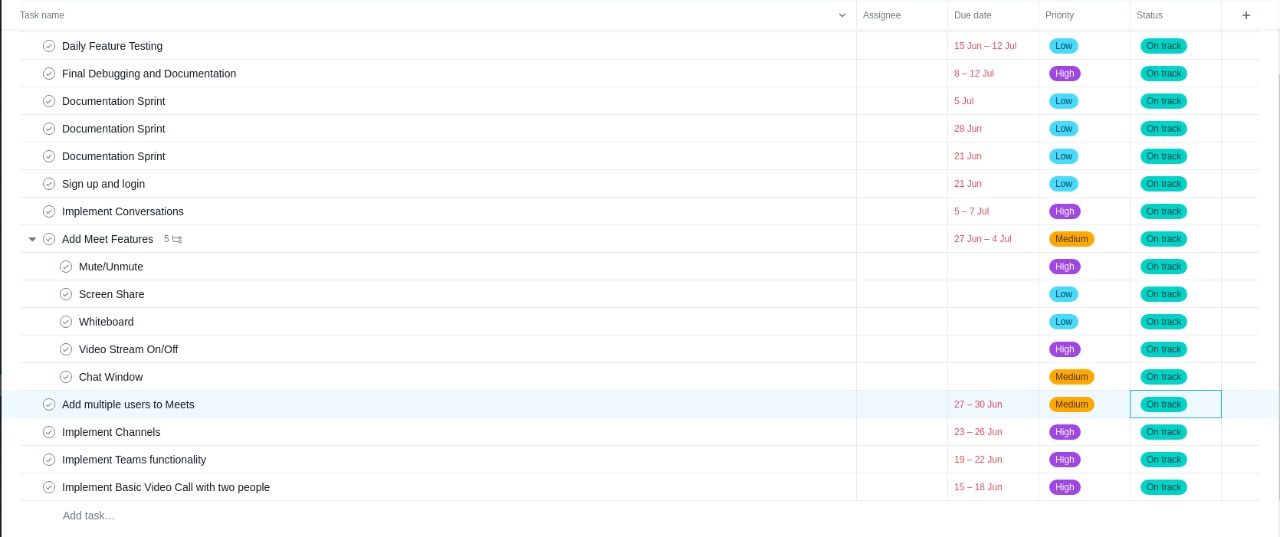 Task name Assignee Due date Priority Status +
Daily Feature Testing 15 Jun – 12 Jul Low On track
Final Debugging and Documentation 8 – 12 Jul High On track
Documentation Sprint 5 Jul Low On track
Documentation Sprint 28 Jun Low On track
Documentation Sprint 21 Jun Low On track
Sign up and login 21 Jun Low On track
Implement Conversations 5 – 7 Jul High On track
Add Meet Features 5 27 Jun – 4 Jul Medium On track
Mute/Unmute High On track
Screen Share Low On track
Whiteboard Low On track
Video Stream On/Off High On track
Chat Window Medium On track
Add multiple users to Meets 27 – 30 Jun Medium On track
Implement Channels 23 – 26 Jun High On track
Implement Teams functionality 19 – 22 Jun High On track
Implement Basic Video Call with two people 15 – 18 Jun High On track
Add task…